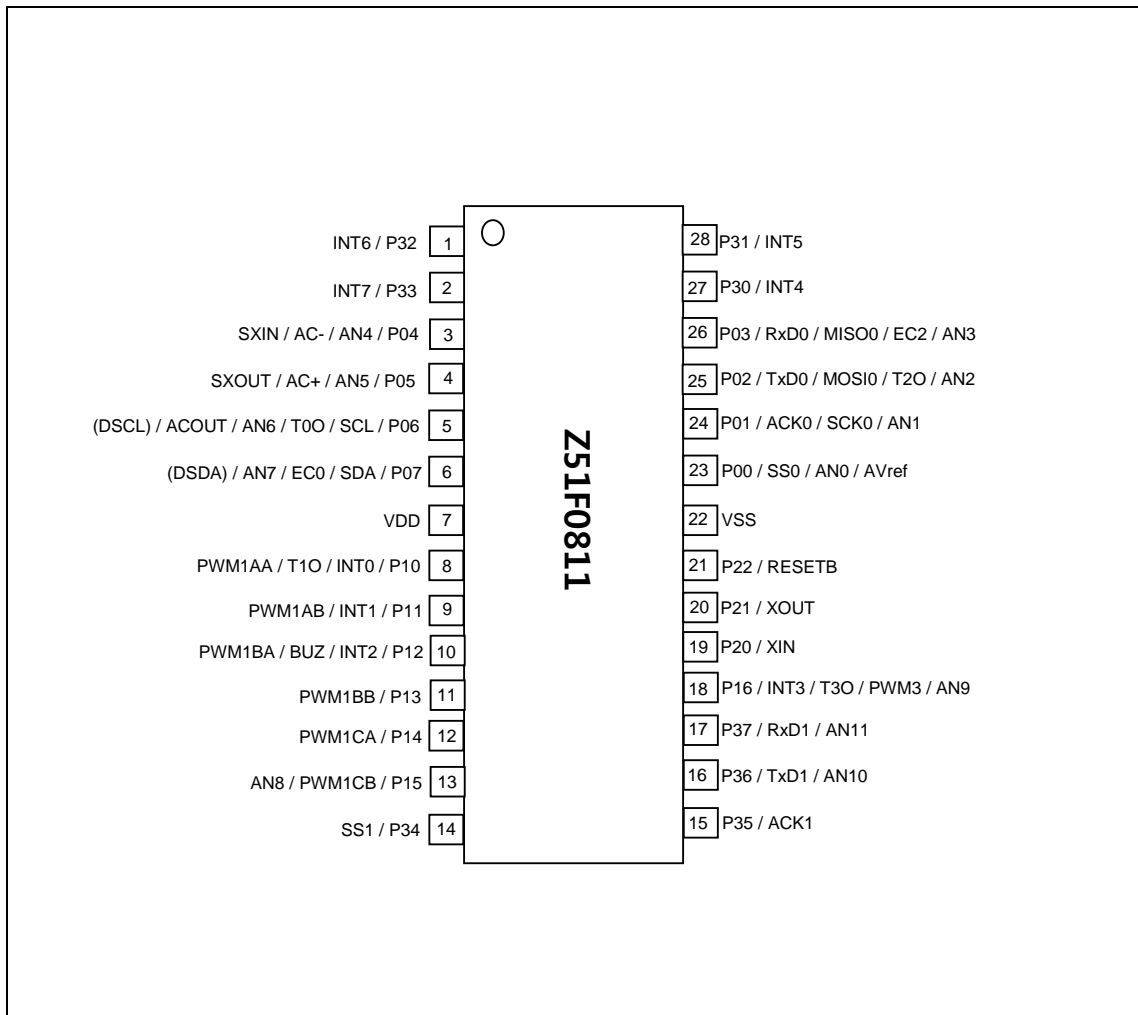 INT6 / P32 1
INT7 / P33 2
SXIN / AC- / AN4 / P04 3
SXOUT / AC+ / AN5 / P05 4
(DSCL) / ACOUT / AN6 / T0O / SCL / P06 5
(DSDA) / AN7 / EC0 / SDA / P07 6
VDD 7
PWM1AA / T1O / INT0 / P10 8
PWM1AB / INT1 / P11 9
PWM1BA / BUZ / INT2 / P12 10
PWM1BB / P13 11
PWM1CA / P14 12
AN8 / PWM1CB / P15 13
SS1 / P34 14
Z51F0811
28 P31 / INT5
27 P30 / INT4
26 P03 / RxD0 / MISO0 / EC2 / AN3
25 P02 / TxD0 / MOSI0 / T2O / AN2
24 P01 / ACK0 / SCK0 / AN1
23 P00 / SS0 / AN0 / AVref
22 VSS
21 P22 / RESETB
20 P21 / XOUT
19 P20 / XIN
18 P16 / INT3 / T3O / PWM3 / AN9
17 P37 / RxD1 / AN11
16 P36 / TxD1 / AN10
15 P35 / ACK1